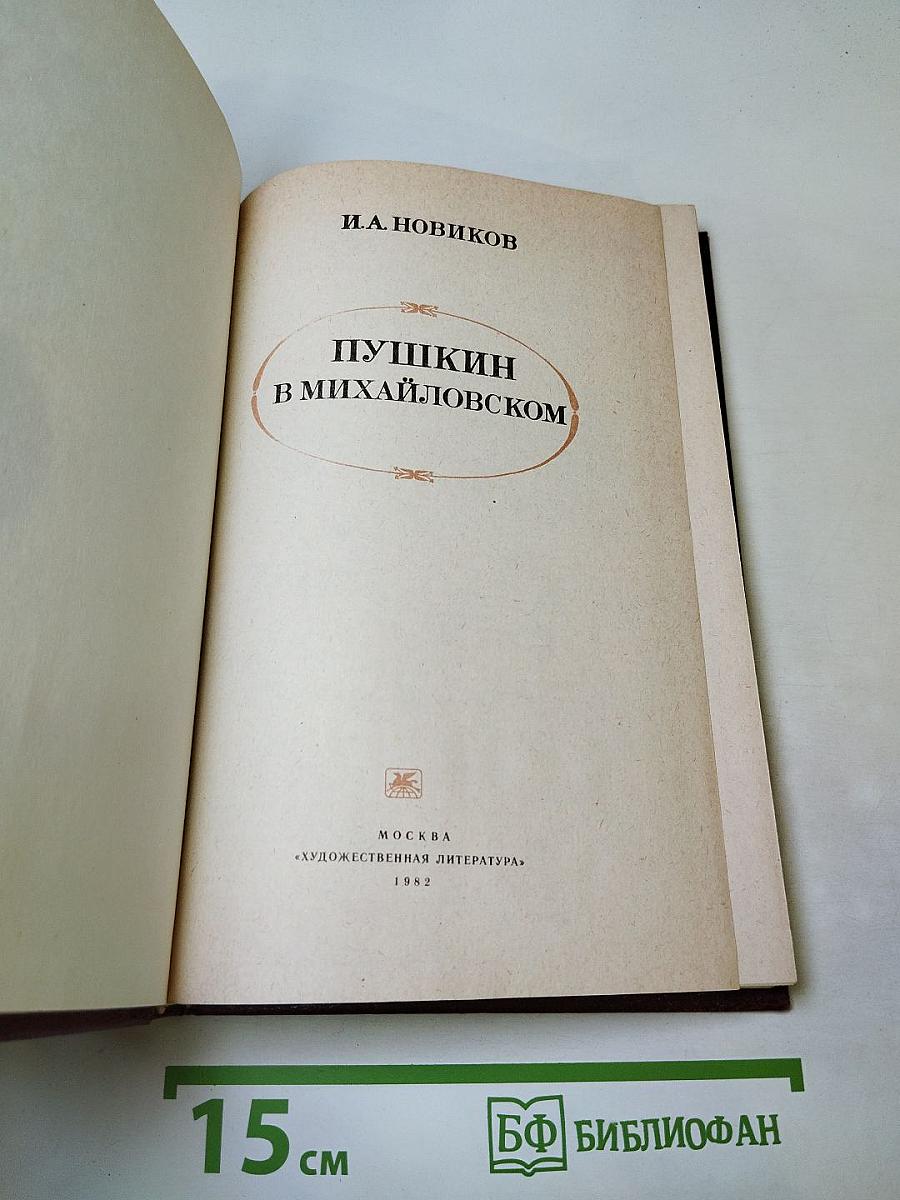 И.А. НОВИКОВ
ПУШКИН
В МИХАЙЛОВСКОМ
МОСКВА
«ХУДОЖЕСТВЕННАЯ ЛИТЕРАТУРА»
1982
15 см
БФ БИБЛИОФАН